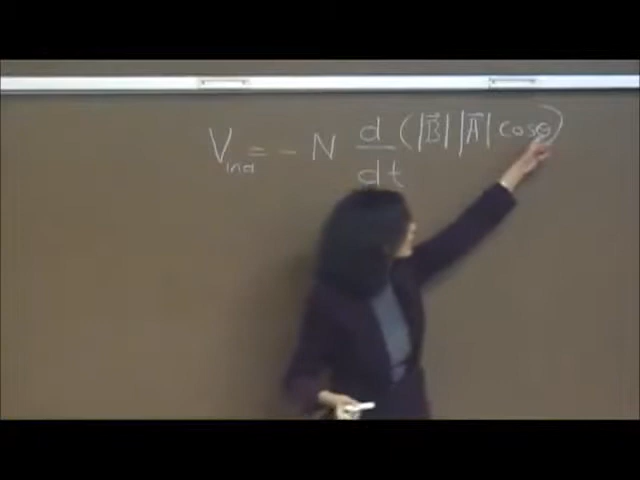 V_ind = - N d/dt (|B⃗| |A⃗| cosθ)